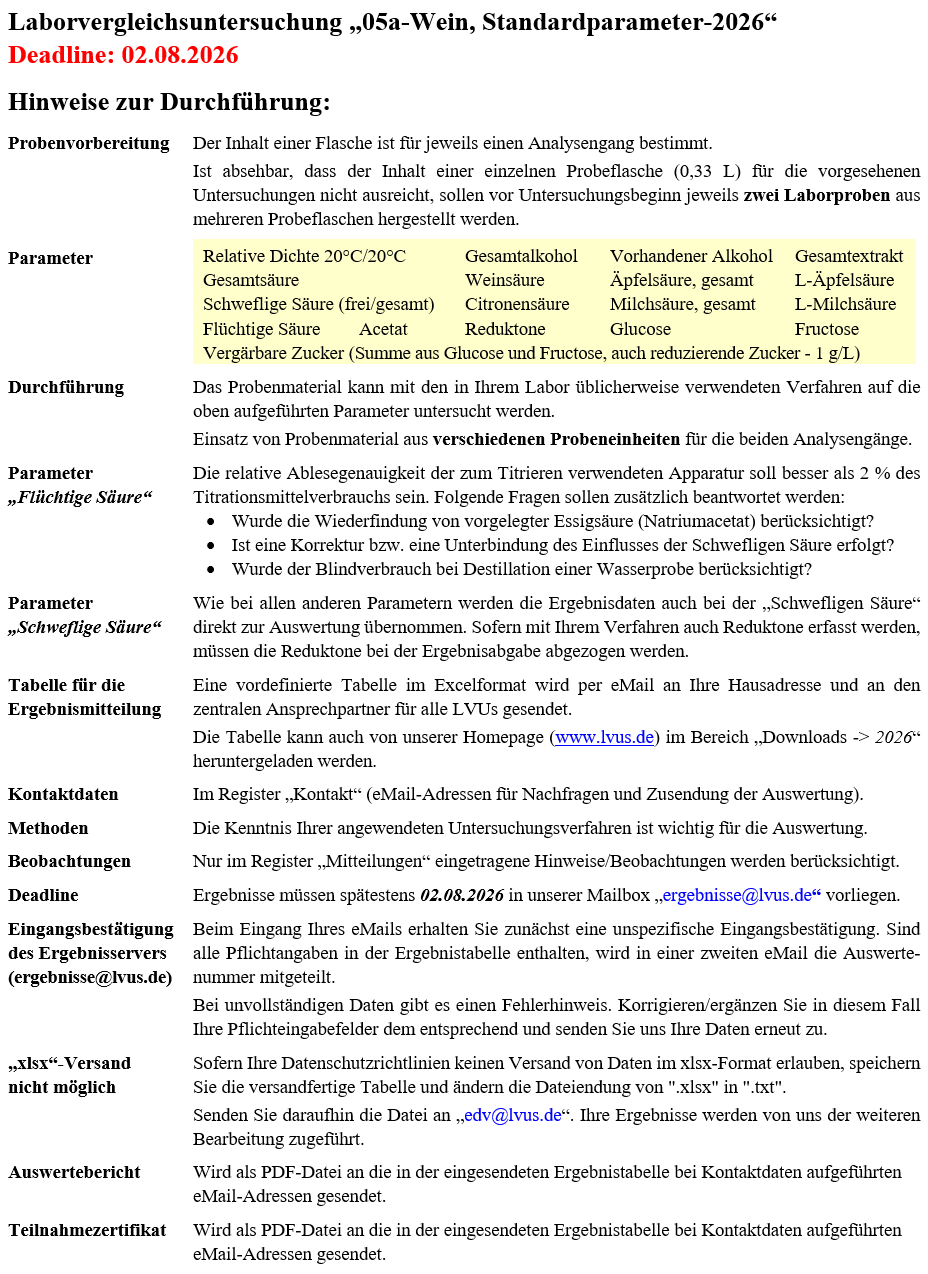 Laborvergleichsuntersuchung „05a-Wein, Standardparameter-2026“
Deadline: 02.08.2026
Hinweise zur Durchführung:
Probenvorbereitung Der Inhalt einer Flasche ist für jeweils einen Analysengang bestimmt.
Ist absehbar, dass der Inhalt einer einzelnen Probeflasche (0,33 L) für die vorgesehenen
Untersuchungen nicht ausreicht, sollen vor Untersuchungsbeginn jeweils zwei Laborproben aus
mehreren Probeflaschen hergestellt werden.
Parameter Relative Dichte 20°C/20°C Gesamtalkohol Vorhandener Alkohol Gesamtextrakt
Gesamtsäure Weinsäure Äpfelsäure, gesamt L-Äpfelsäure
Schweflige Säure (frei/gesamt) Citronensäure Milchsäure, gesamt L-Milchsäure
Flüchtige Säure Acetat Reduktone Glucose Fructose
Vergärbare Zucker (Summe aus Glucose und Fructose, auch reduzierende Zucker - 1 g/L)
Durchführung Das Probenmaterial kann mit den in Ihrem Labor üblicherweise verwendeten Verfahren auf die
oben aufgeführten Parameter untersucht werden.
Einsatz von Probenmaterial aus verschiedenen Probeneinheiten für die beiden Analysengänge.
Parameter Die relative Ablesegenauigkeit der zum Titrieren verwendeten Apparatur soll besser als 2 % des
„Flüchtige Säure“ Titrationsmittelverbrauchs sein. Folgende Fragen sollen zusätzlich beantwortet werden:
• Wurde die Wiederfindung von vorgelegter Essigsäure (Natriumacetat) berücksichtigt?
• Ist eine Korrektur bzw. eine Unterbindung des Einflusses der Schwefligen Säure erfolgt?
• Wurde der Blindverbrauch bei Destillation einer Wasserprobe berücksichtigt?
Parameter Wie bei allen anderen Parametern werden die Ergebnisdaten auch bei der „Schwefligen Säure“
„Schweflige Säure“ direkt zur Auswertung übernommen. Sofern mit Ihrem Verfahren auch Reduktone erfasst werden,
müssen die Reduktone bei der Ergebnisabgabe abgezogen werden.
Tabelle für die Eine vordefinierte Tabelle im Excelformat wird per eMail an Ihre Hausadresse und an den
Ergebnismitteilung zentralen Ansprechpartner für alle LVUs gesendet.
Die Tabelle kann auch von unserer Homepage (www.lvus.de) im Bereich „Downloads -> 2026“
heruntergeladen werden.
Kontaktdaten Im Register „Kontakt“ (eMail-Adressen für Nachfragen und Zusendung der Auswertung).
Methoden Die Kenntnis Ihrer angewendeten Untersuchungsverfahren ist wichtig für die Auswertung.
Beobachtungen Nur im Register „Mitteilungen“ eingetragene Hinweise/Beobachtungen werden berücksichtigt.
Deadline Ergebnisse müssen spätestens 02.08.2026 in unserer Mailbox „ergebnisse@lvus.de“ vorliegen.
Eingangsbestätigung Beim Eingang Ihres eMails erhalten Sie zunächst eine unspezifische Eingangsbestätigung. Sind
des Ergebnisservers alle Pflichtangaben in der Ergebnistabelle enthalten, wird in einer zweiten eMail die Auswerte-
(ergebnisse@lvus.de) nummer mitgeteilt.
Bei unvollständigen Daten gibt es einen Fehlerhinweis. Korrigieren/ergänzen Sie in diesem Fall
Ihre Pflichteingabefelder dem entsprechend und senden Sie uns Ihre Daten erneut zu.
„xlsx“-Versand Sofern Ihre Datenschutzrichtlinien keinen Versand von Daten im xlsx-Format erlauben, speichern
nicht möglich Sie die versandfertige Tabelle und ändern die Dateiendung von ".xlsx" in ".txt".
Senden Sie daraufhin die Datei an „edv@lvus.de“. Ihre Ergebnisse werden von uns der weiteren
Bearbeitung zugeführt.
Auswertebericht Wird als PDF-Datei an die in der eingesendeten Ergebnistabelle bei Kontaktdaten aufgeführten
eMail-Adressen gesendet.
Teilnahmezertifikat Wird als PDF-Datei an die in der eingesendeten Ergebnistabelle bei Kontaktdaten aufgeführten
eMail-Adressen gesendet.